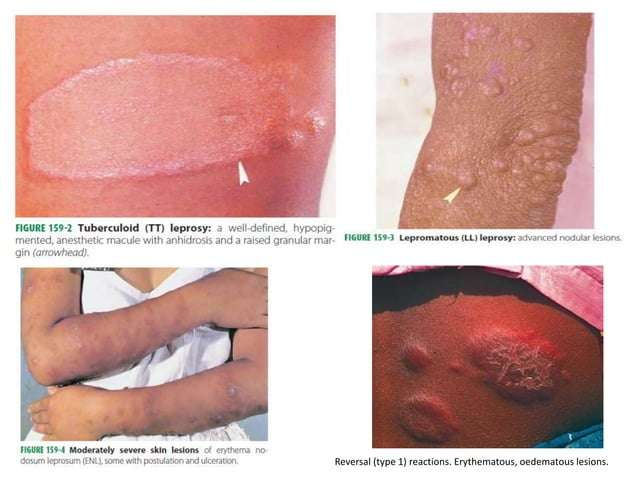 FIGURE 159-2 Tuberculoid (TT) leprosy: a well-defined, hypopig-
mented, anesthetic macule with anhidrosis and a raised granular mar-
gin (arrowhead).
FIGURE 159-3 Lepromatous (LL) leprosy: advanced nodular lesions.
FIGURE 159-4 Moderately severe skin lesions of erythema no-
dosum leprosum (ENL), some with postulation and ulceration.
Reversal (type 1) reactions. Erythematous, oedematous lesions.